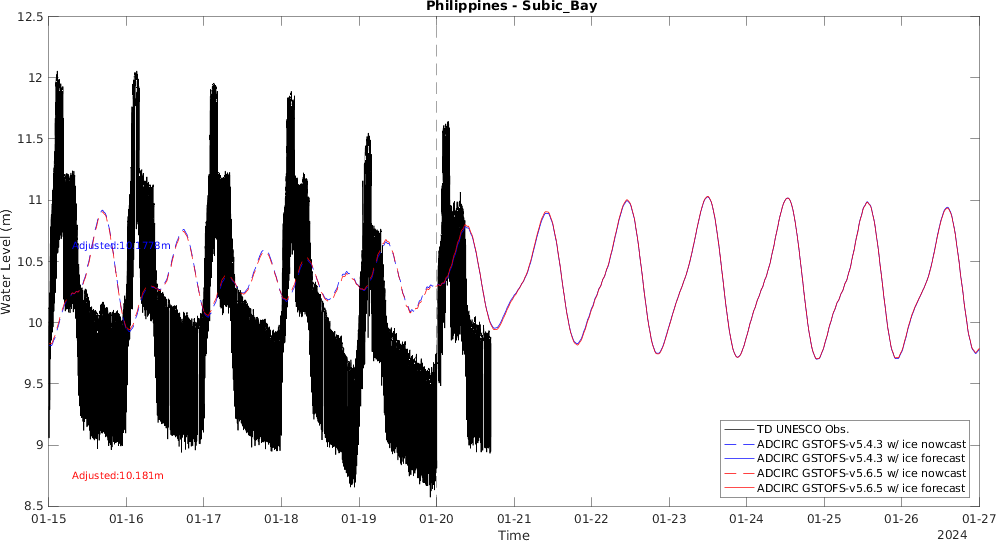 Philippines - Subic_Bay
12.5
12
11.5
11
10.5
10
9.5
9
8.5
Water Level (m)
Adjusted:10.1778m
Adjusted:10.181m
TD UNESCO Obs.
ADCIRC GSTOFS-v5.4.3 w/ ice nowcast
ADCIRC GSTOFS-v5.4.3 w/ ice forecast
ADCIRC GSTOFS-v5.6.5 w/ ice nowcast
ADCIRC GSTOFS-v5.6.5 w/ ice forecast
01-15 01-16 01-17 01-18 01-19 01-20 01-21 01-22 01-23 01-24 01-25 01-26 01-27
Time
2024